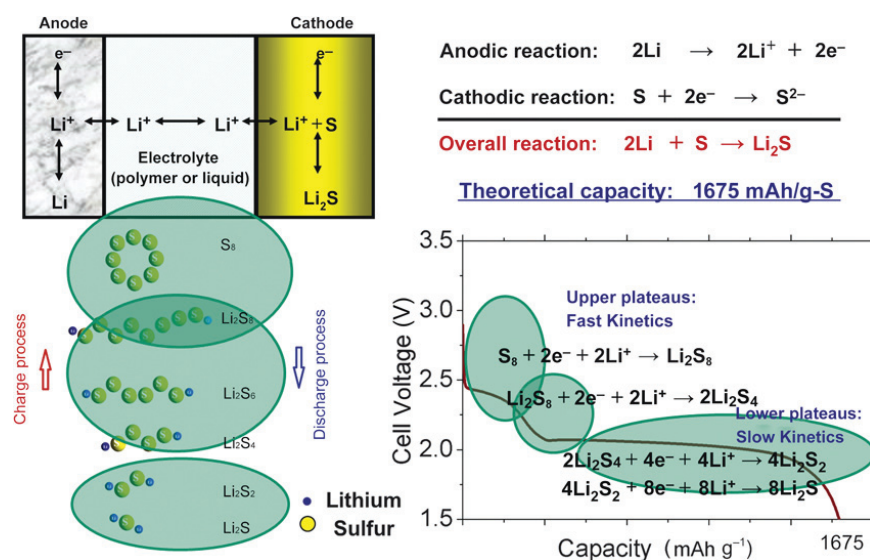 Anode
Cathode
e⁻
e⁻
Li⁺
Li⁺
Li⁺
Li⁺ + S
Electrolyte
(polymer or liquid)
Li
Li₂S
Anodic reaction: 2Li → 2Li⁺ + 2e⁻
Cathodic reaction: S + 2e⁻ → S²⁻
Overall reaction: 2Li + S → Li₂S
Theoretical capacity: 1675 mAh/g-S
S₈
Li₂S₈
Li₂S₆
Li₂S₄
Li₂S₂
Li₂S
Charge process
Discharge process
Lithium
Sulfur
Cell Voltage (V)
3.5
3.0
2.5
2.0
1.5
Upper plateaus:
Fast Kinetics
S₈ + 2e⁻ + 2Li⁺ → Li₂S₈
Li₂S₈ + 2e⁻ + 2Li⁺ → 2Li₂S₄
Lower plateaus:
Slow Kinetics
2Li₂S₄ + 4e⁻ + 4Li⁺ → 4Li₂S₂
4Li₂S₂ + 8e⁻ + 8Li⁺ → 8Li₂S
1675
Capacity (mAh g⁻¹)